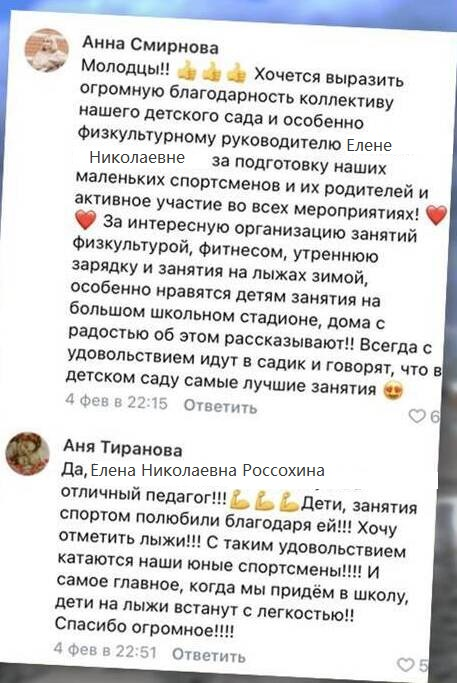 Анна Смирнова
Молодцы!! 👍👍👍 Хочется выразить
огромную благодарность коллективу
нашего детского сада и особенно
физкультурному руководителю Елене
Николаевне за подготовку наших
маленьких спортсменов и их родителей и
активное участие во всех мероприятиях! ❤️
❤️ За интересную организацию занятий
физкультурой, фитнесом, утреннюю
зарядку и занятия на лыжах зимой,
особенно нравятся детям занятия на
большом школьном стадионе, дома с
радостью об этом рассказывают!! Всегда с
удовольствием идут в садик и говорят, что в
детском саду самые лучшие занятия 😍
4 фев в 22:15 Ответить
6
Аня Тиранова
Да, Елена Николаевна Россохина
отличный педагог!!! 💪💪💪 Дети, занятия
спортом полюбили благодаря ей!!! Хочу
отметить лыжи!!! С таким удовольствием
катаются наши юные спортсмены!!!! И
самое главное, когда мы придём в школу,
дети на лыжи встанут с легкостью!!
Спасибо огромное!!!!
4 фев в 22:51 Ответить
5